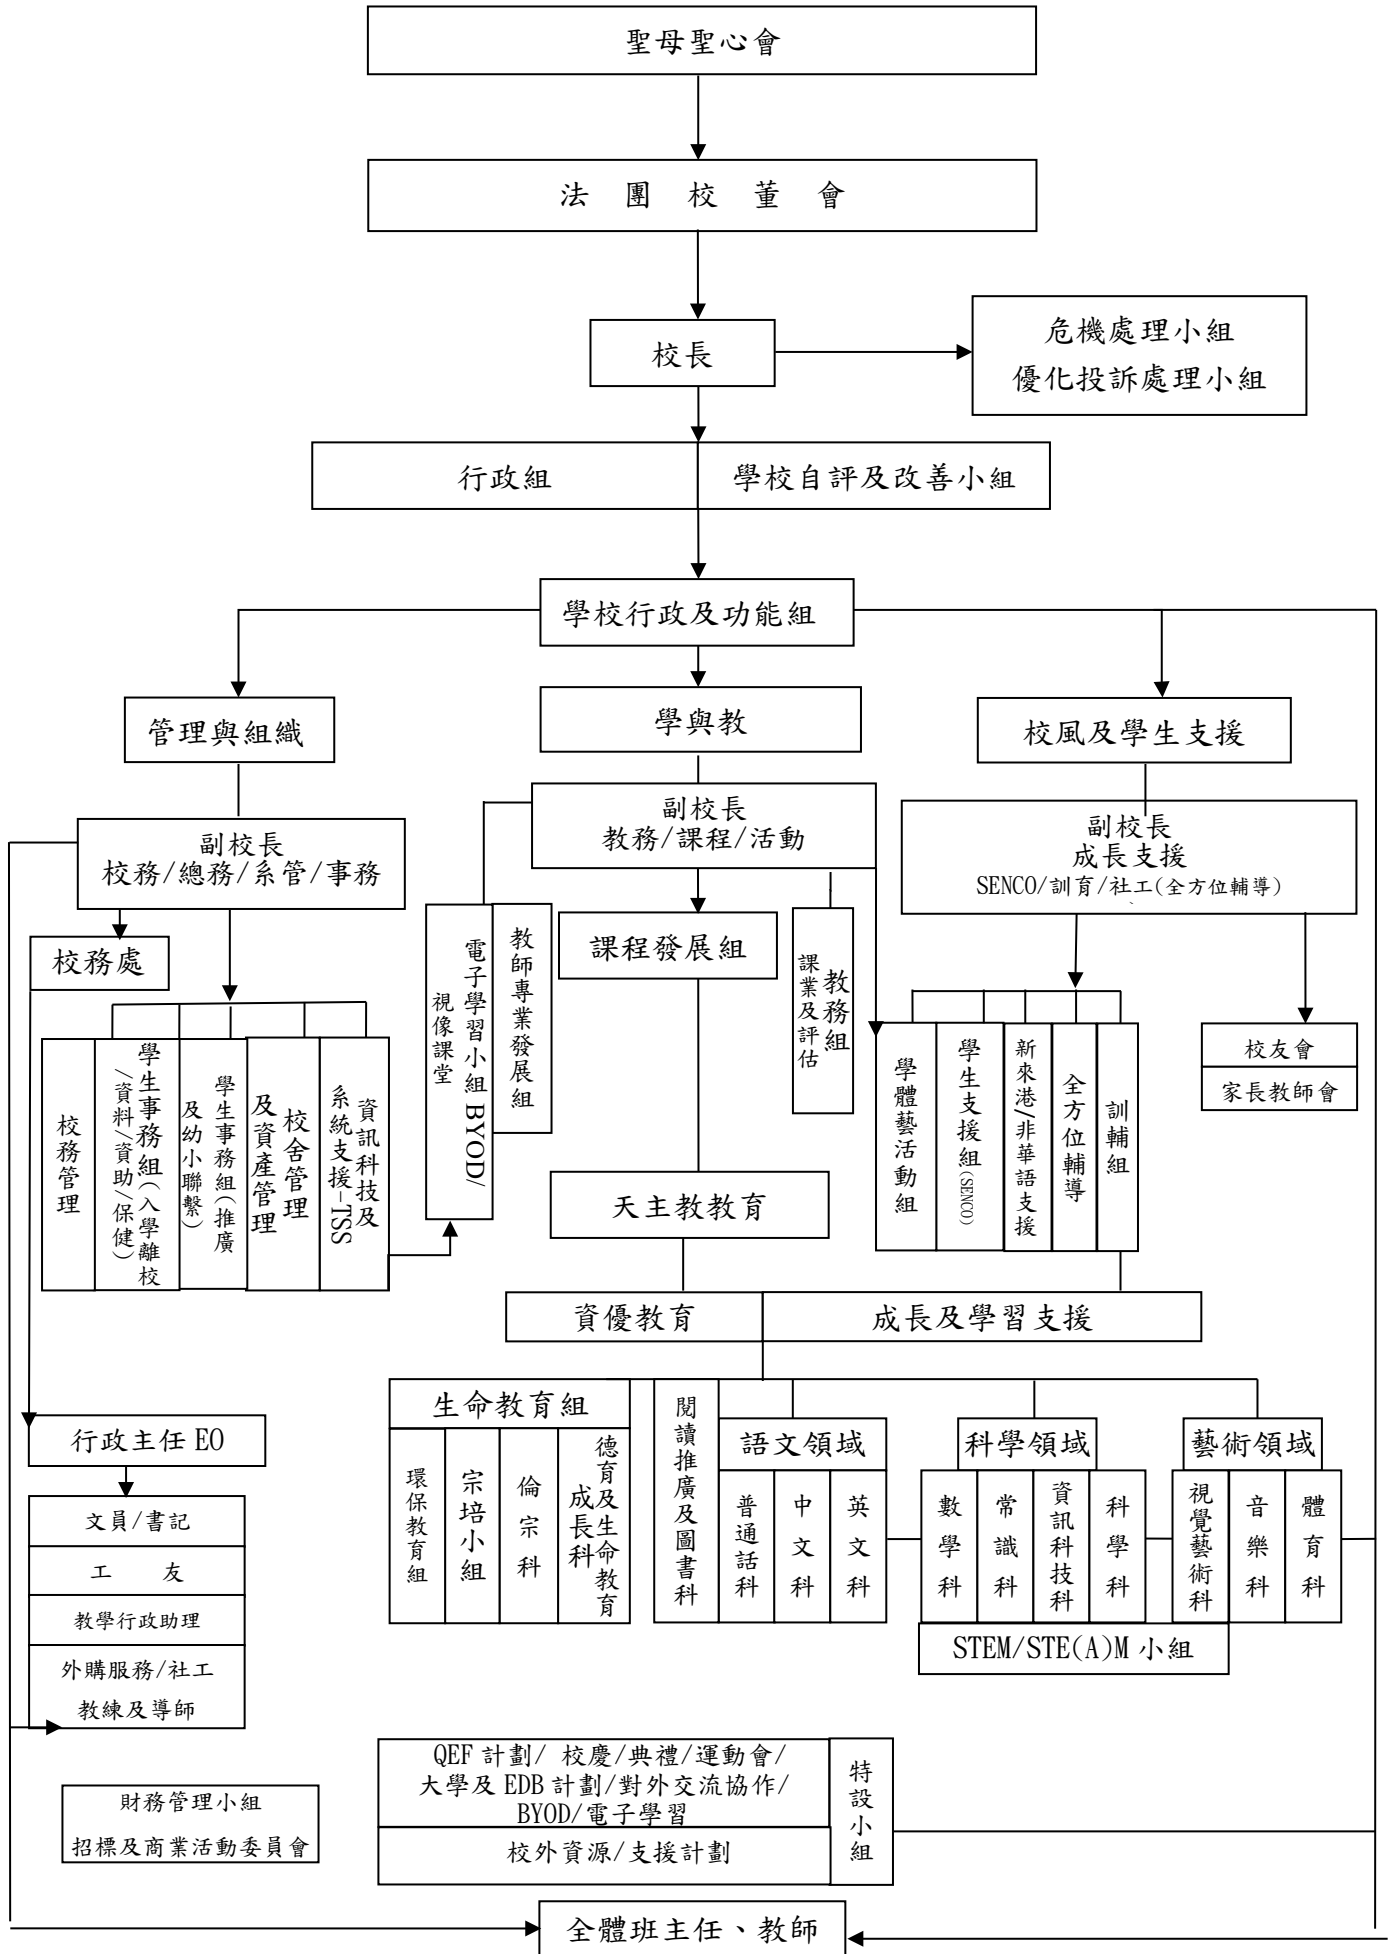 聖母聖心會
法 團 校 董 會
校長
危機處理小組
優化投訴處理小組
行政組
學校自評及改善小組
學校行政及功能組
管理與組織
學與教
校風及學生支援
副校長
校務/總務/系管/事務
副校長
教務/課程/活動
副校長
成長支援
SENCO/訓育/社工(全方位輔導)
校務處
課程發展組
校務管理
學生事務組(入學離校
/資料/資助/保健)
學生事務組(推廣
及幼小聯繫)
校舍管理
及資產管理
資訊科技及
系統支援-TSS
電子學習小組 BYOD/
視像課堂
教師專業發展組
教務組
課業及評估
學體藝活動組
學生支援組(SENCO)
新來港/非華語支援
全方位輔導
訓輔組
校友會
家長教師會
天主教教育
資優教育
成長及學習支援
行政主任 EO
文員/書記
工 友
教學行政助理
外購服務/社工
教練及導師
生命教育組
環保教育組
宗培小組
倫宗科
德育及生命教育
成長科
閱讀推廣及圖書科
語文領域
普通話科
中文科
英文科
科學領域
數學科
常識科
資訊科技科
科學科
STEM/STE(A)M 小組
藝術領域
視覺藝術科
音樂科
體育科
QEF 計劃/ 校慶/典禮/運動會/
大學及 EDB 計劃/對外交流協作/
BYOD/電子學習
校外資源/支援計劃
特設小組
財務管理小組
招標及商業活動委員會
全體班主任、教師